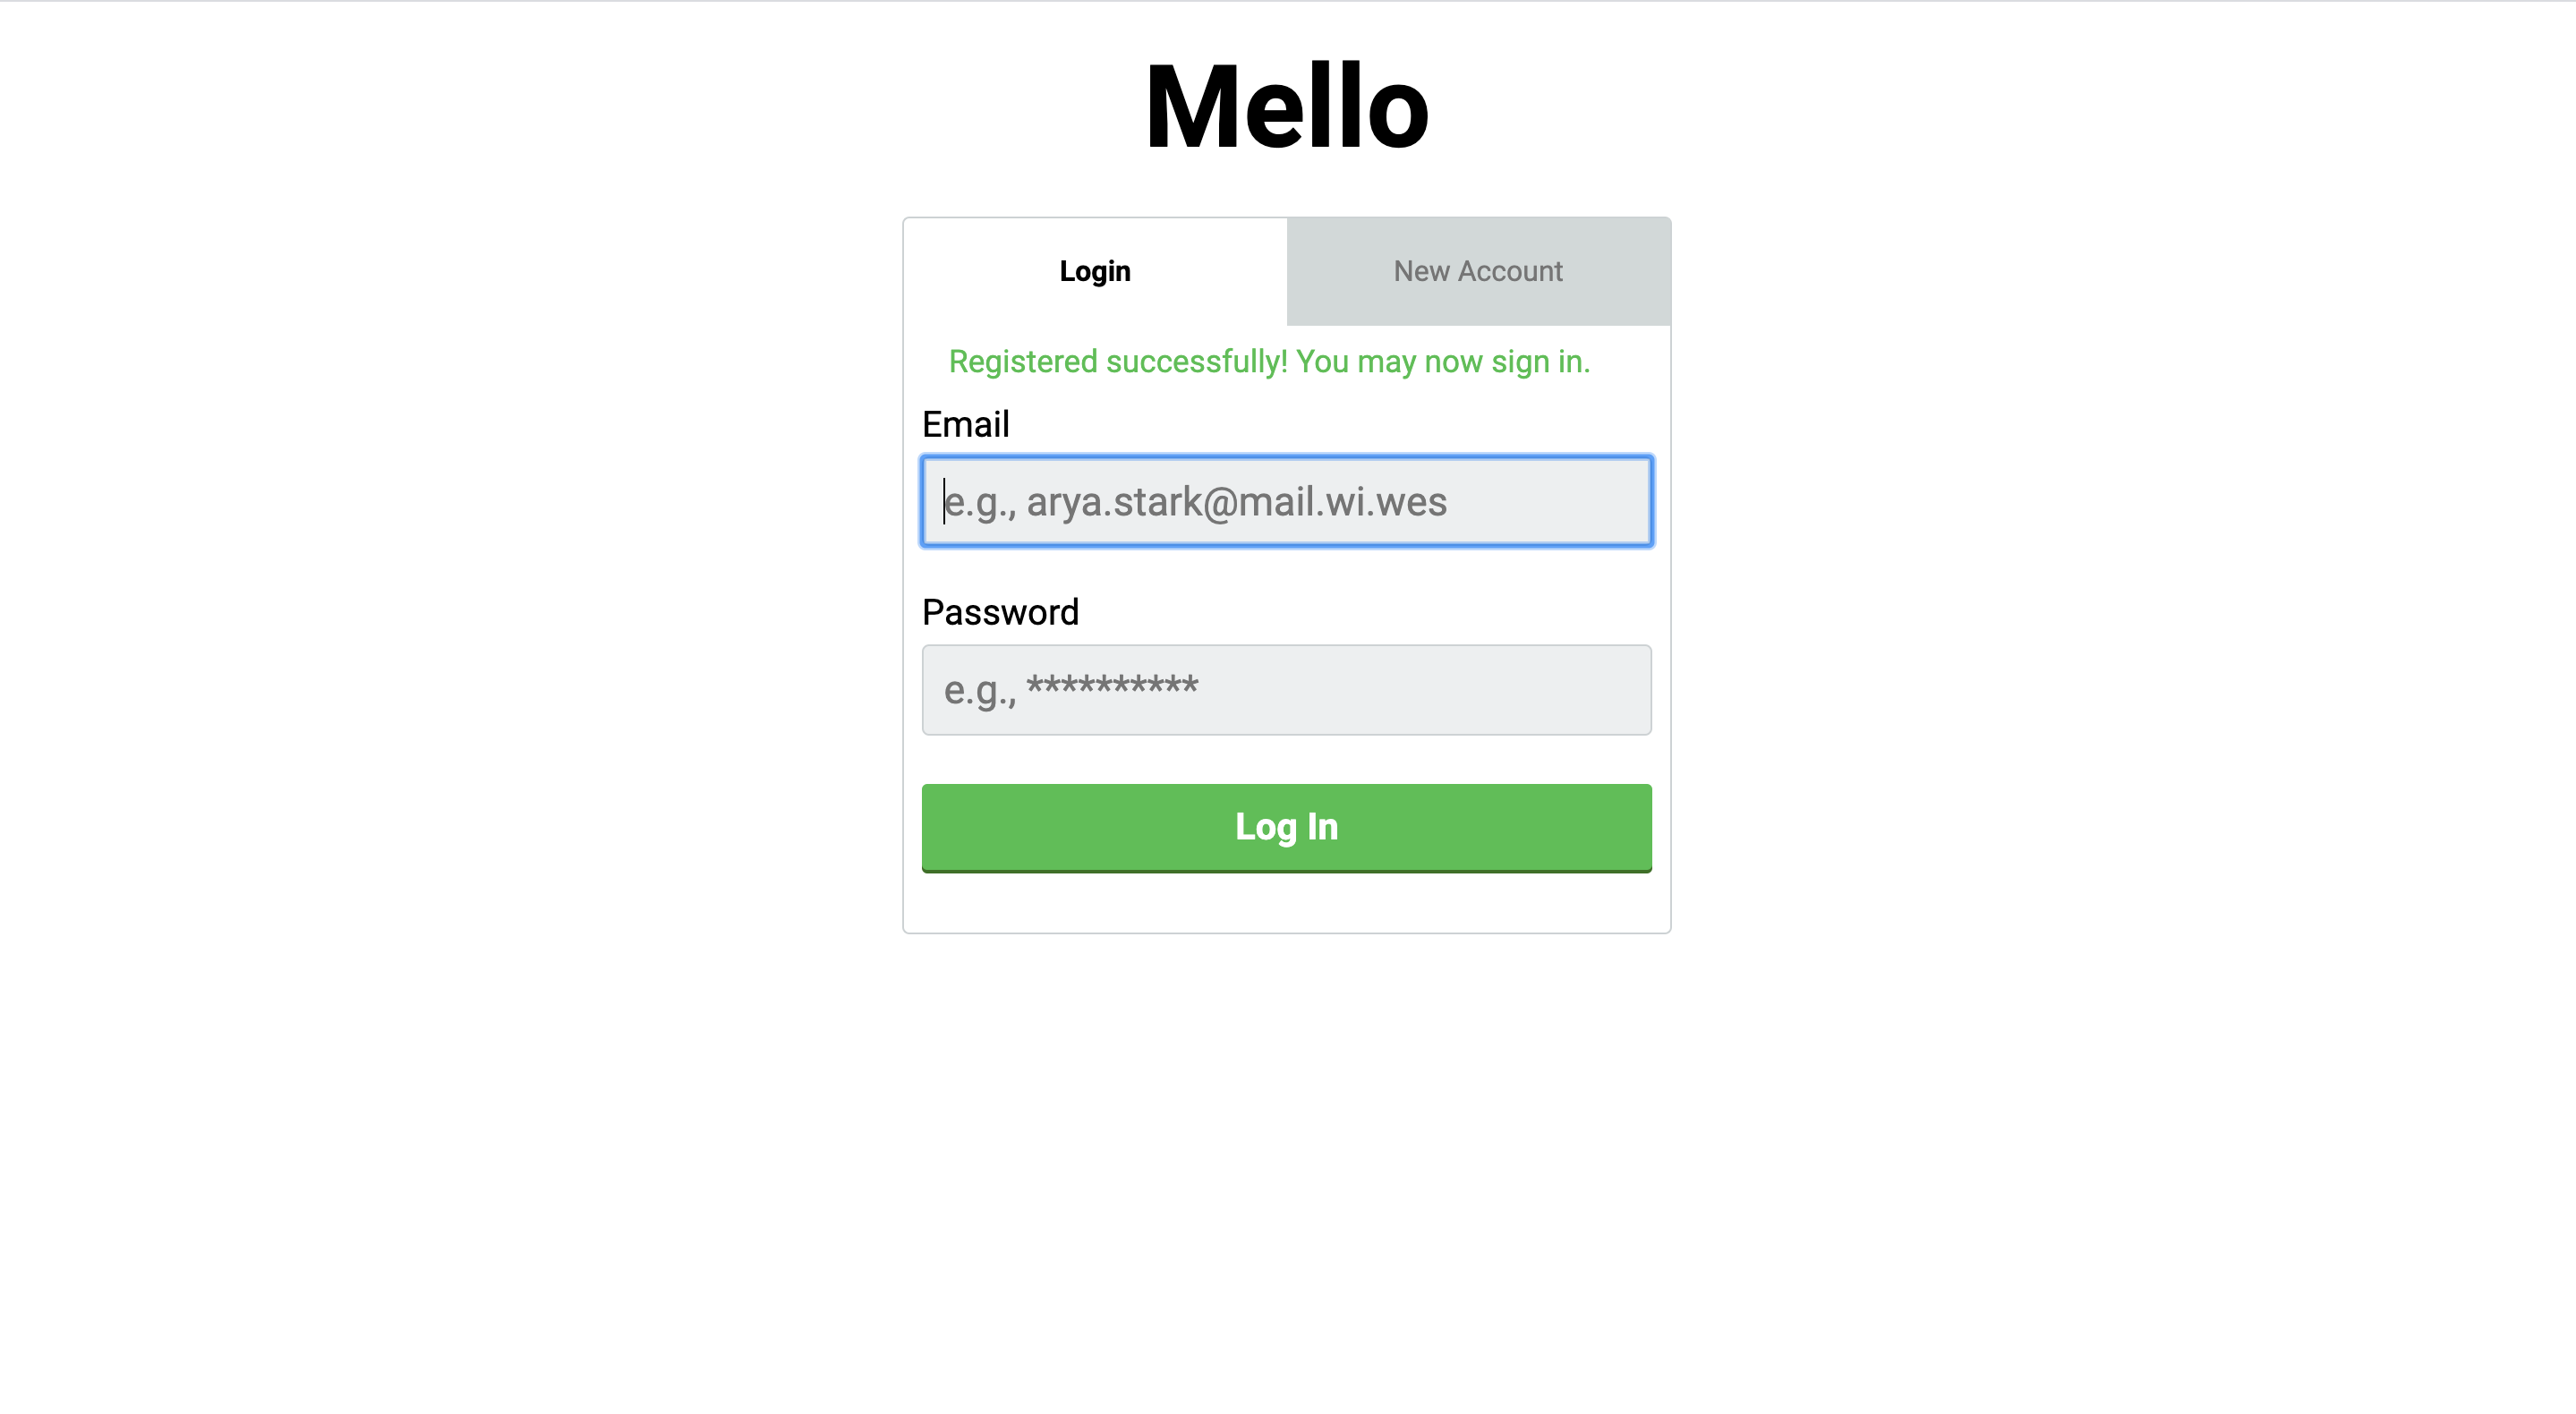 Mello
Login
New Account
Registered successfully! You may now sign in.
Email
e.g., arya.stark@mail.wi.wes
Password
e.g., **********
Log In